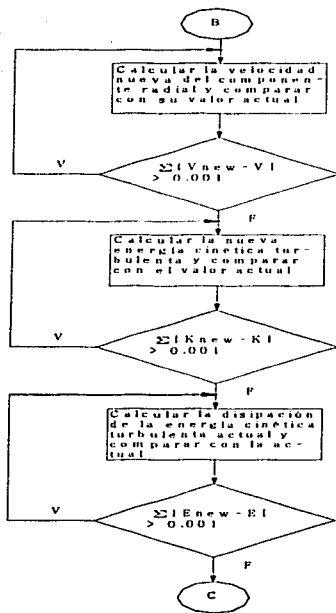 B
Calcular la velocidad
nueva del componen-
te radial y comparar
con su valor actual
Σ|Vnew-V|
> 0.001
V
F
Calcular la nueva
energía cinética tur-
bulenta y comparar
con el valor actual
Σ|Knew-K|
> 0.001
V
F
Calcular la disipación
de la energía cinética
turbulenta actual y
comparar con la ac-
tual
Σ|Enew-E|
> 0.001
V
F
C